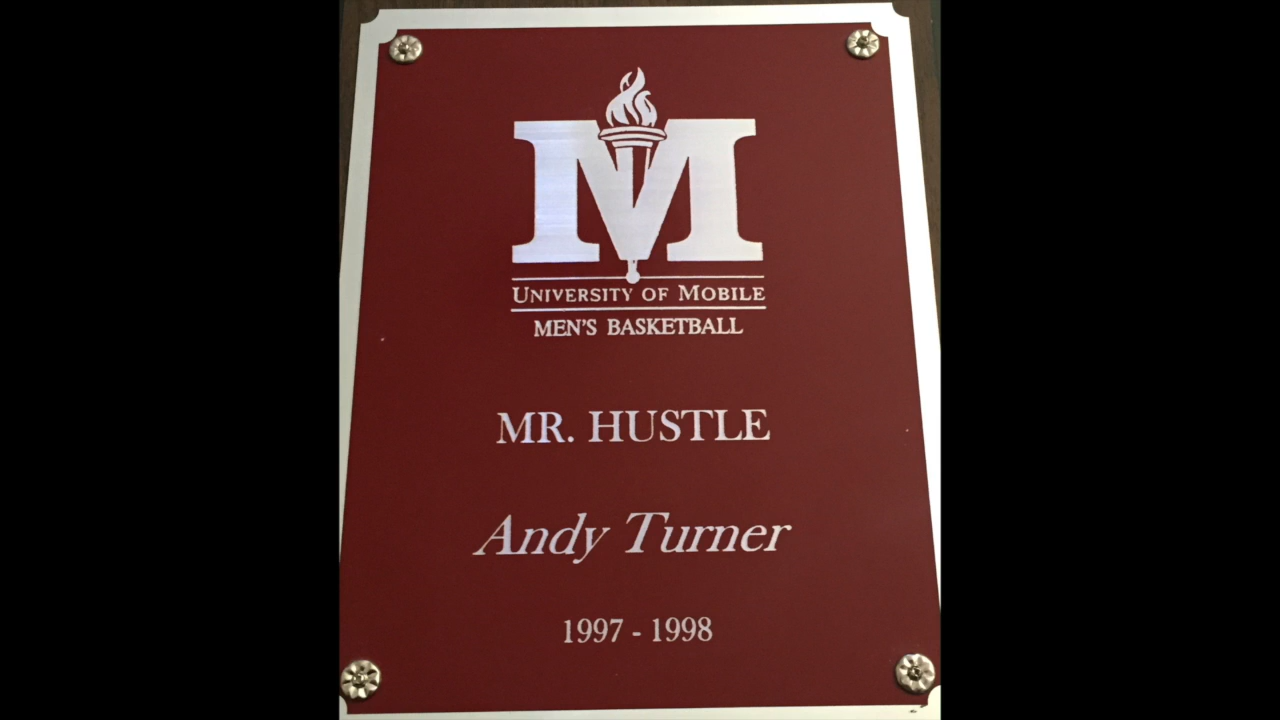 M
UNIVERSITY OF MOBILE
MEN'S BASKETBALL
MR. HUSTLE
Andy Turner
1997 - 1998